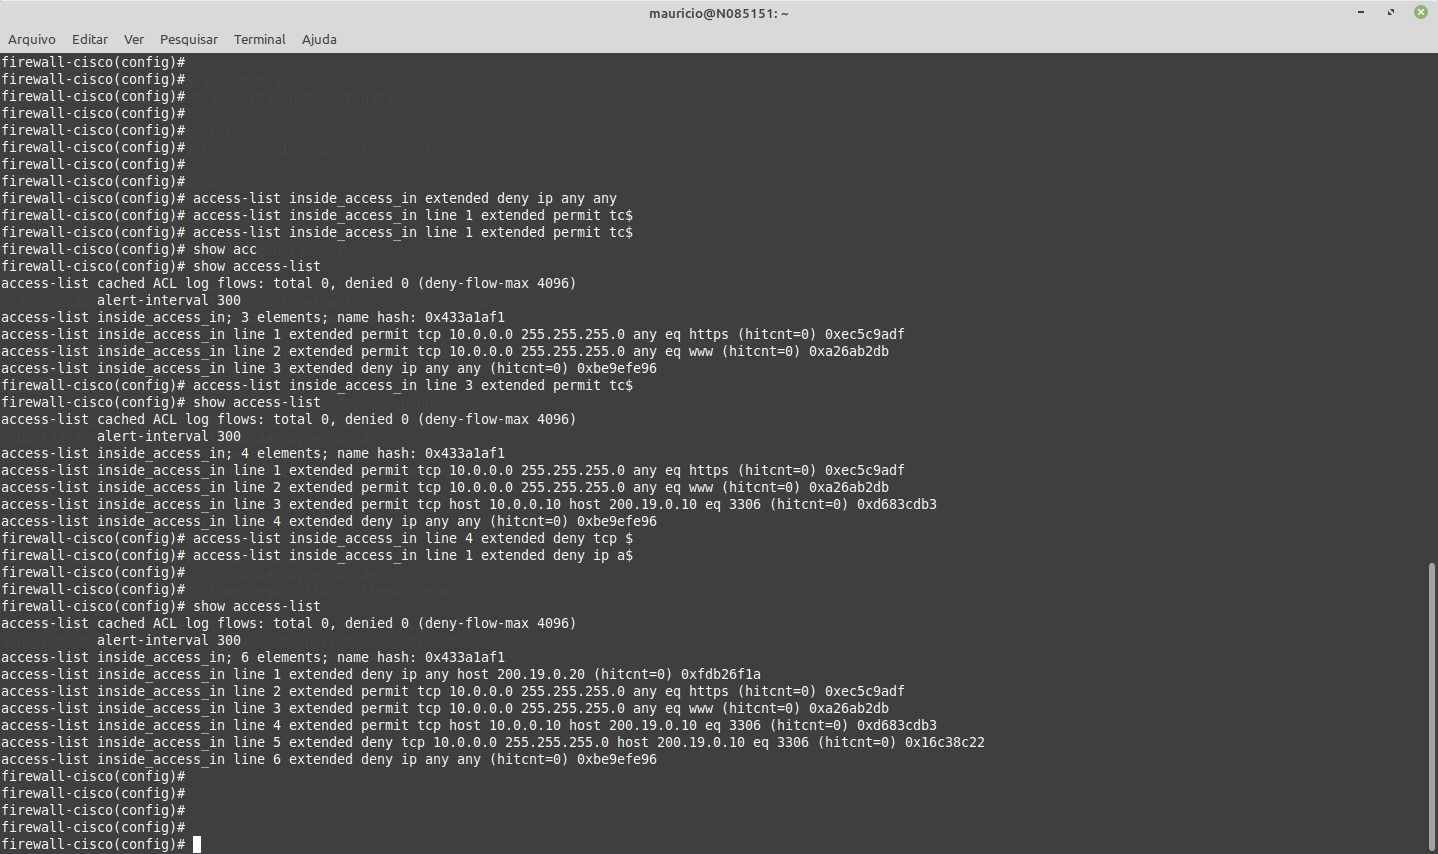 mauricio@N085151: ~
Arquivo Editar Ver Pesquisar Terminal Ajuda
firewall-cisco(config)#
firewall-cisco(config)#
firewall-cisco(config)#
firewall-cisco(config)#
firewall-cisco(config)#
firewall-cisco(config)#
firewall-cisco(config)#
firewall-cisco(config)#
firewall-cisco(config)# access-list inside_access_in extended deny ip any any
firewall-cisco(config)# access-list inside_access_in line 1 extended permit tc$
firewall-cisco(config)# access-list inside_access_in line 1 extended permit tc$
firewall-cisco(config)# show acc
firewall-cisco(config)# show access-list
access-list cached ACL log flows: total 0, denied 0 (deny-flow-max 4096)
            alert-interval 300
access-list inside_access_in; 3 elements; name hash: 0x433a1af1
access-list inside_access_in line 1 extended permit tcp 10.0.0.0 255.255.255.0 any eq https (hitcnt=0) 0xec5c9adf
access-list inside_access_in line 2 extended permit tcp 10.0.0.0 255.255.255.0 any eq www (hitcnt=0) 0xa26ab2db
access-list inside_access_in line 3 extended deny ip any any (hitcnt=0) 0xbe9efe96
firewall-cisco(config)# access-list inside_access_in line 3 extended permit tc$
firewall-cisco(config)# show access-list
access-list cached ACL log flows: total 0, denied 0 (deny-flow-max 4096)
            alert-interval 300
access-list inside_access_in; 4 elements; name hash: 0x433a1af1
access-list inside_access_in line 1 extended permit tcp 10.0.0.0 255.255.255.0 any eq https (hitcnt=0) 0xec5c9adf
access-list inside_access_in line 2 extended permit tcp 10.0.0.0 255.255.255.0 any eq www (hitcnt=0) 0xa26ab2db
access-list inside_access_in line 3 extended permit tcp host 10.0.0.10 host 200.19.0.10 eq 3306 (hitcnt=0) 0xd683cdb3
access-list inside_access_in line 4 extended deny ip any any (hitcnt=0) 0xbe9efe96
firewall-cisco(config)# access-list inside_access_in line 4 extended deny tcp $
firewall-cisco(config)# access-list inside_access_in line 1 extended deny ip a$
firewall-cisco(config)#
firewall-cisco(config)#
firewall-cisco(config)# show access-list
access-list cached ACL log flows: total 0, denied 0 (deny-flow-max 4096)
            alert-interval 300
access-list inside_access_in; 6 elements; name hash: 0x433a1af1
access-list inside_access_in line 1 extended deny ip any host 200.19.0.20 (hitcnt=0) 0xfdb26f1a
access-list inside_access_in line 2 extended permit tcp 10.0.0.0 255.255.255.0 any eq https (hitcnt=0) 0xec5c9adf
access-list inside_access_in line 3 extended permit tcp 10.0.0.0 255.255.255.0 any eq www (hitcnt=0) 0xa26ab2db
access-list inside_access_in line 4 extended permit tcp host 10.0.0.10 host 200.19.0.10 eq 3306 (hitcnt=0) 0xd683cdb3
access-list inside_access_in line 5 extended deny tcp 10.0.0.0 255.255.255.0 host 200.19.0.10 eq 3306 (hitcnt=0) 0x16c38c22
access-list inside_access_in line 6 extended deny ip any any (hitcnt=0) 0xbe9efe96
firewall-cisco(config)#
firewall-cisco(config)#
firewall-cisco(config)#
firewall-cisco(config)#
firewall-cisco(config)#